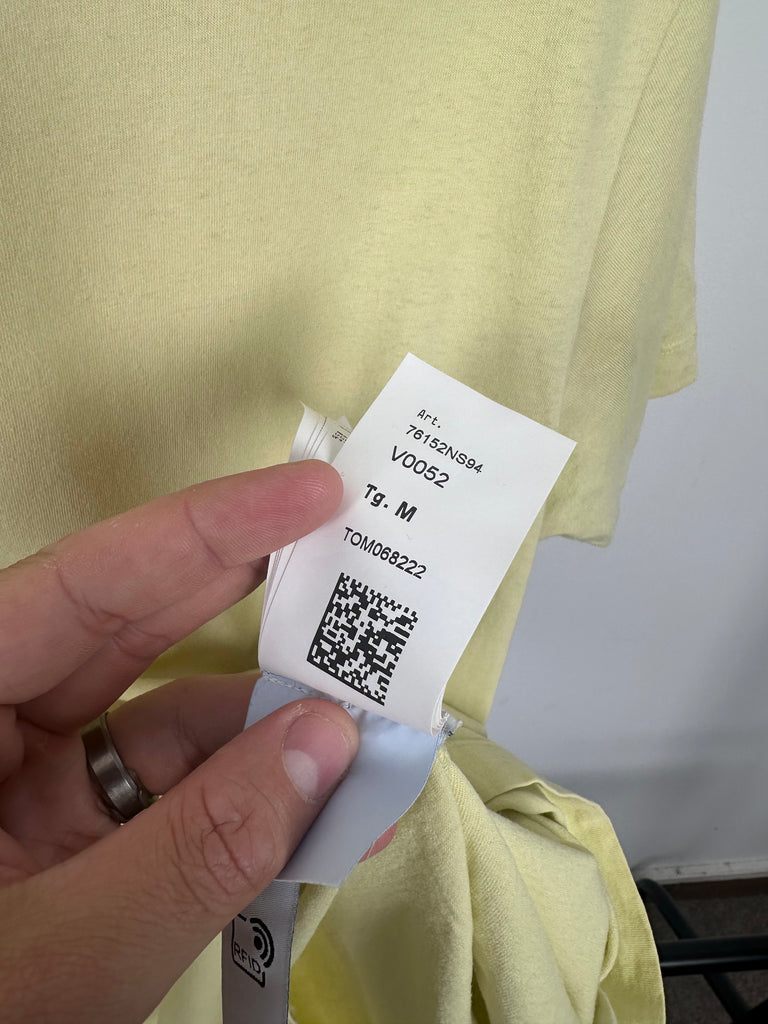 Art.
76152NS94
V0052
Tg. M
TOM068222
RFID